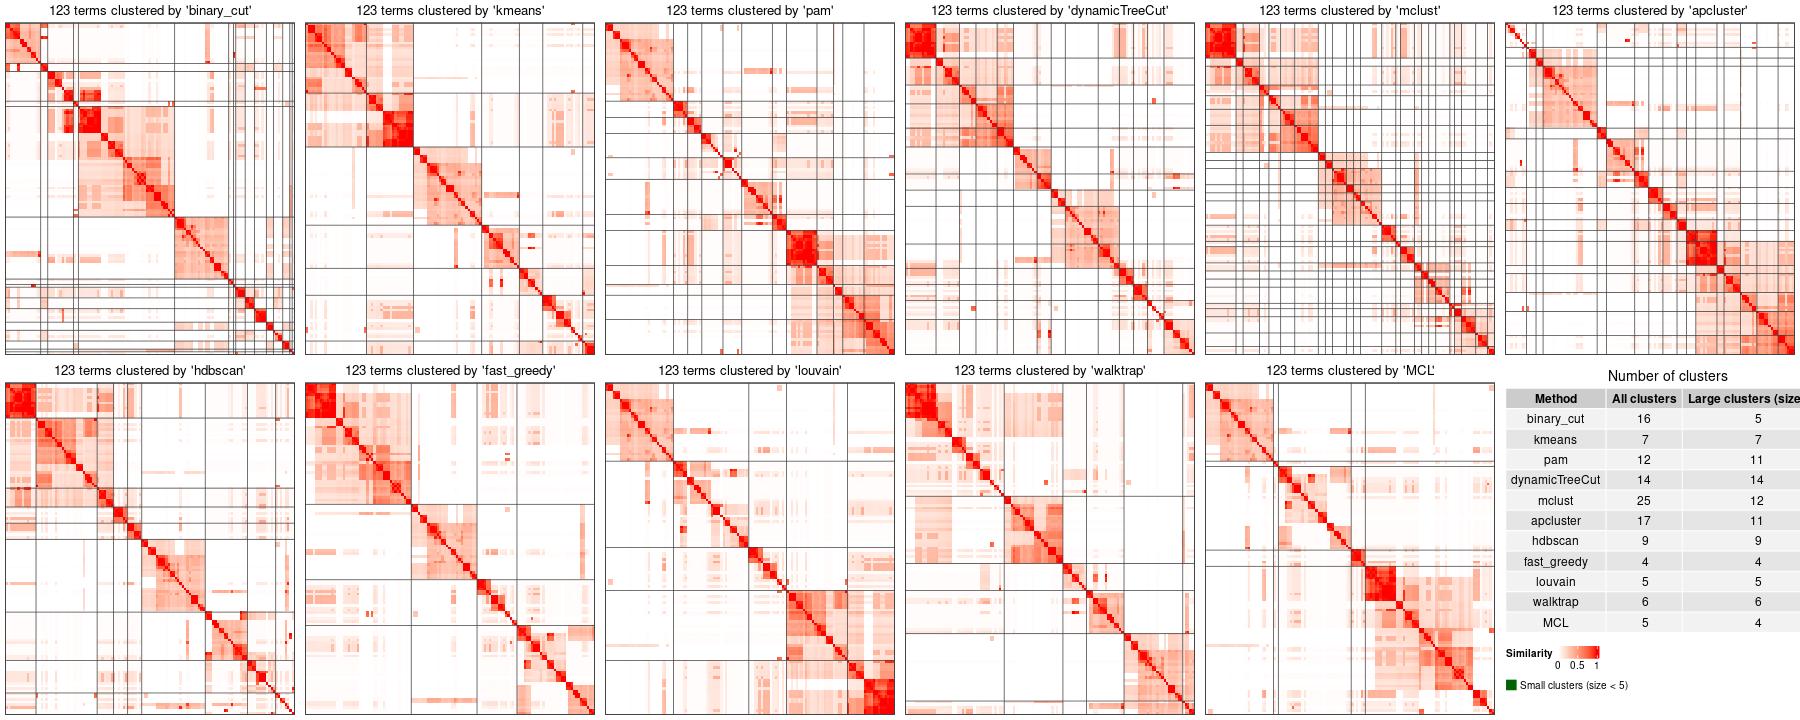 123 terms clustered by 'binary_cut'
123 terms clustered by 'kmeans'
123 terms clustered by 'pam'
123 terms clustered by 'dynamicTreeCut'
123 terms clustered by 'mclust'
123 terms clustered by 'apcluster'
123 terms clustered by 'hdbscan'
123 terms clustered by 'fast_greedy'
123 terms clustered by 'louvain'
123 terms clustered by 'walktrap'
123 terms clustered by 'MCL'
Number of clusters
Method All clusters Large clusters (size
binary_cut 16 5
kmeans 7 7
pam 12 11
dynamicTreeCut 14 14
mclust 25 12
apcluster 17 11
hdbscan 9 9
fast_greedy 4 4
louvain 5 5
walktrap 6 6
MCL 5 4
Similarity
0 0.5 1
Small clusters (size < 5)